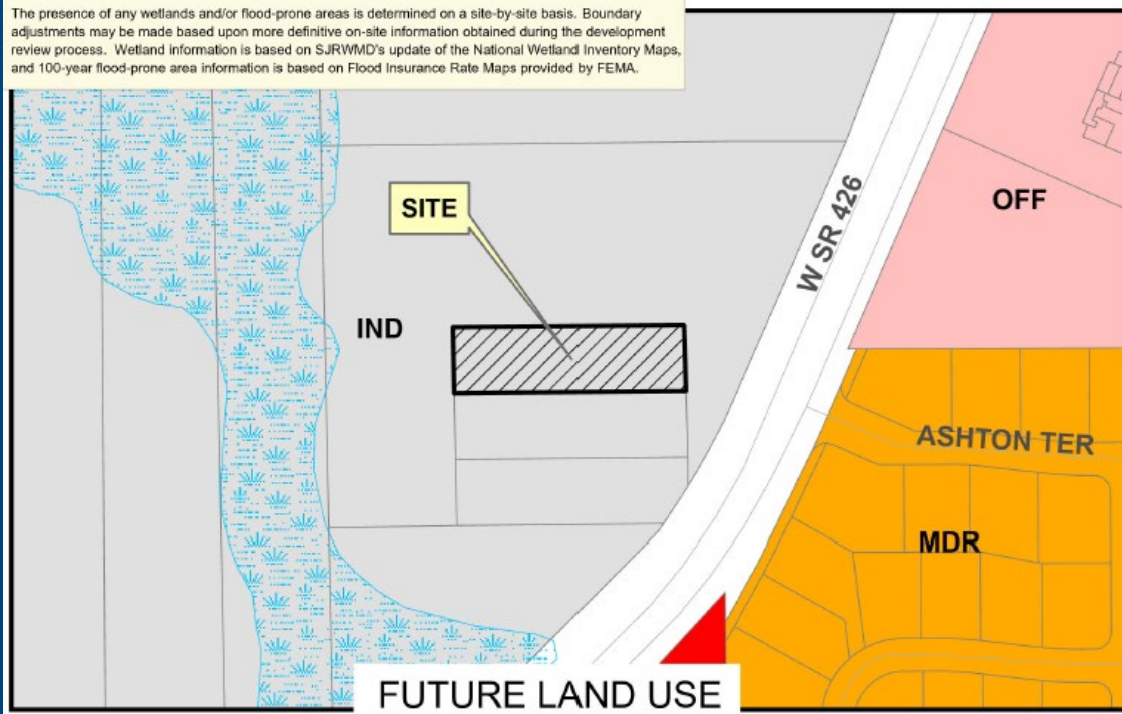 The presence of any wetlands and/or flood-prone areas is determined on a site-by-site basis. Boundary
adjustments may be made based upon more definitive on-site information obtained during the development
review process. Wetland information is based on SJRWMD's update of the National Wetland Inventory Maps,
and 100-year flood-prone area information is based on Flood Insurance Rate Maps provided by FEMA.
SITE
W SR 426
OFF
IND
ASHTON TER
MDR
FUTURE LAND USE